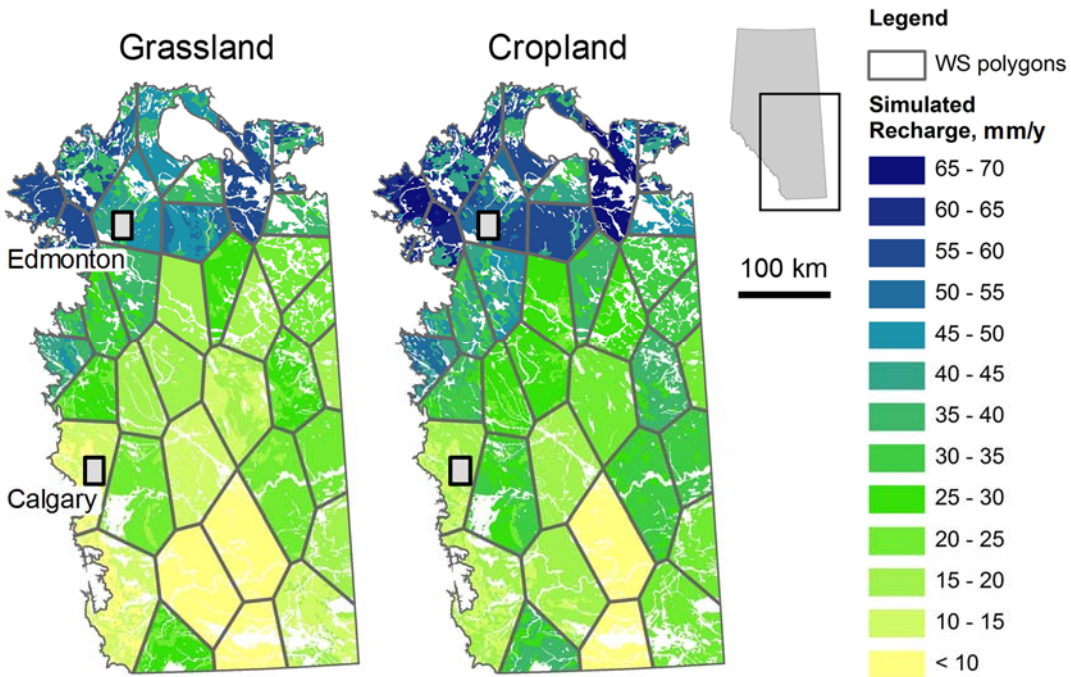 Grassland
Cropland
Edmonton
Calgary
100 km
Legend
WS polygons
Simulated
Recharge, mm/y
65 - 70
60 - 65
55 - 60
50 - 55
45 - 50
40 - 45
35 - 40
30 - 35
25 - 30
20 - 25
15 - 20
10 - 15
< 10